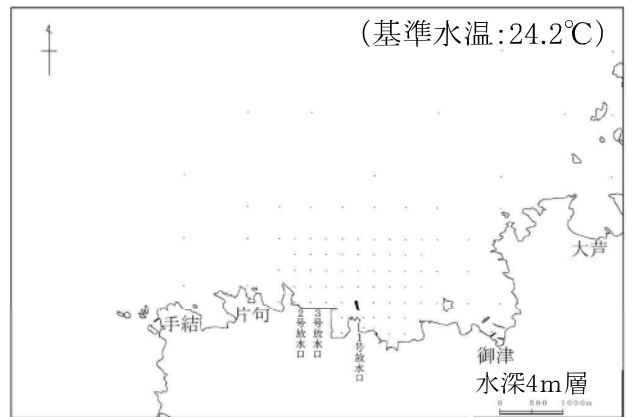 (基準水温:24.2℃)
大芦
手結
片句
2号放水口
3号放水口
1号放水口
御津
水深4m層
0 500 1000m